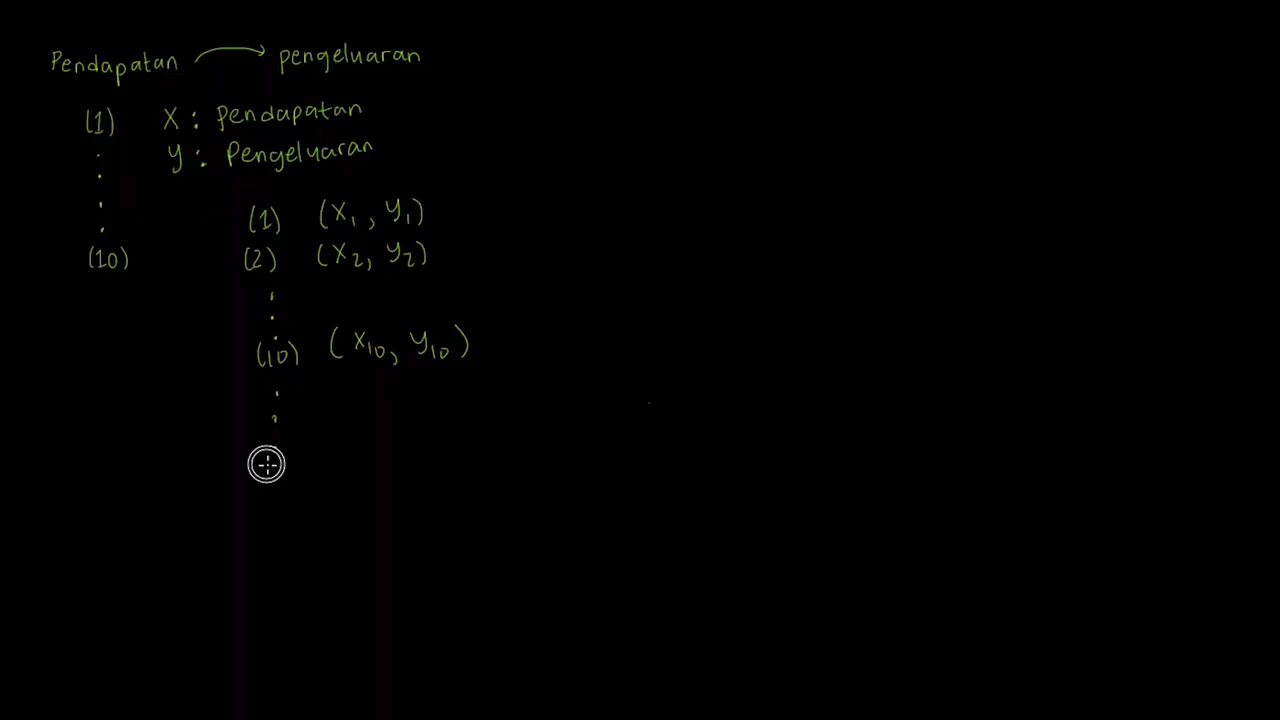 Pendapatan → pengeluaran
(1) X : Pendapatan
y : Pengeluaran
(1) (X₁, y₁)
(2) (X₂, y₂)
(10)
(10) (X₁₀, y₁₀)